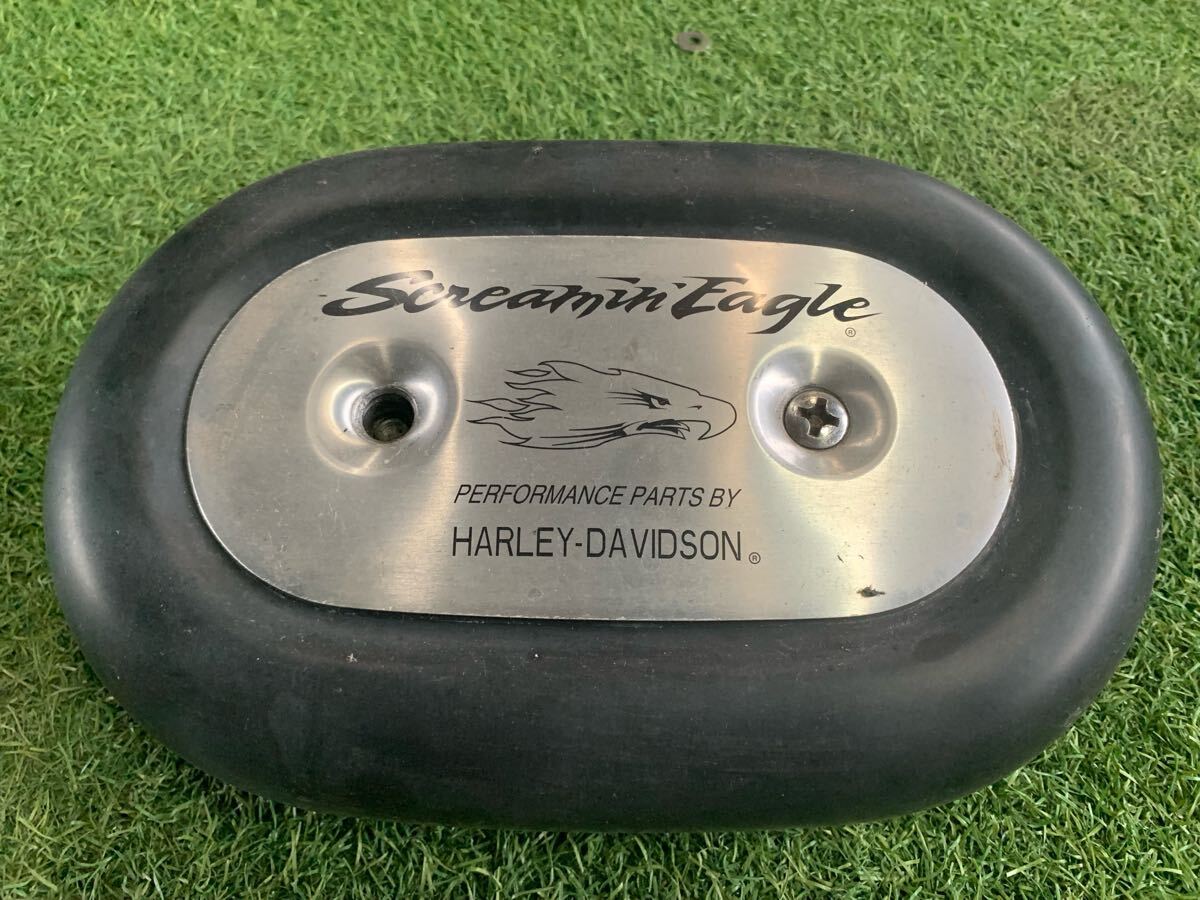 Screamin' Eagle®
PERFORMANCE PARTS BY
HARLEY-DAVIDSON®